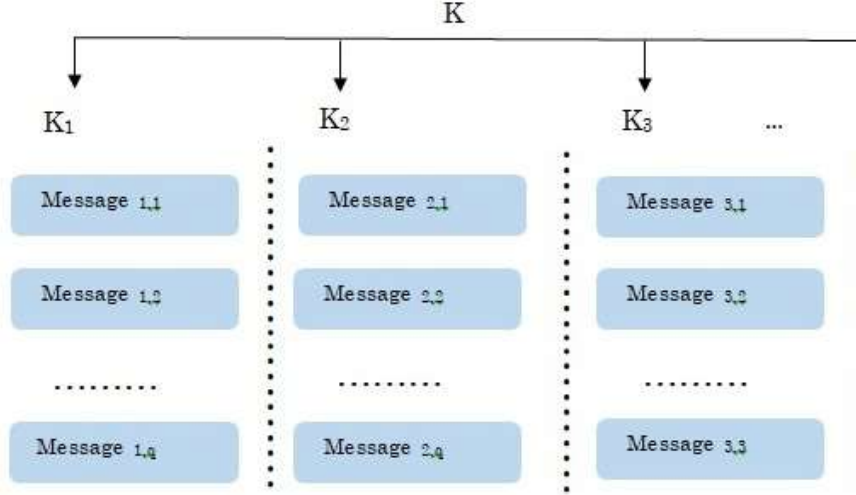 K
K₁ K₂ K₃ ...
Message 1,1 Message 2,1 Message 3,1
Message 1,2 Message 2,2 Message 3,2
......... ......... .........
Message 1,q Message 2,q Message 3,3